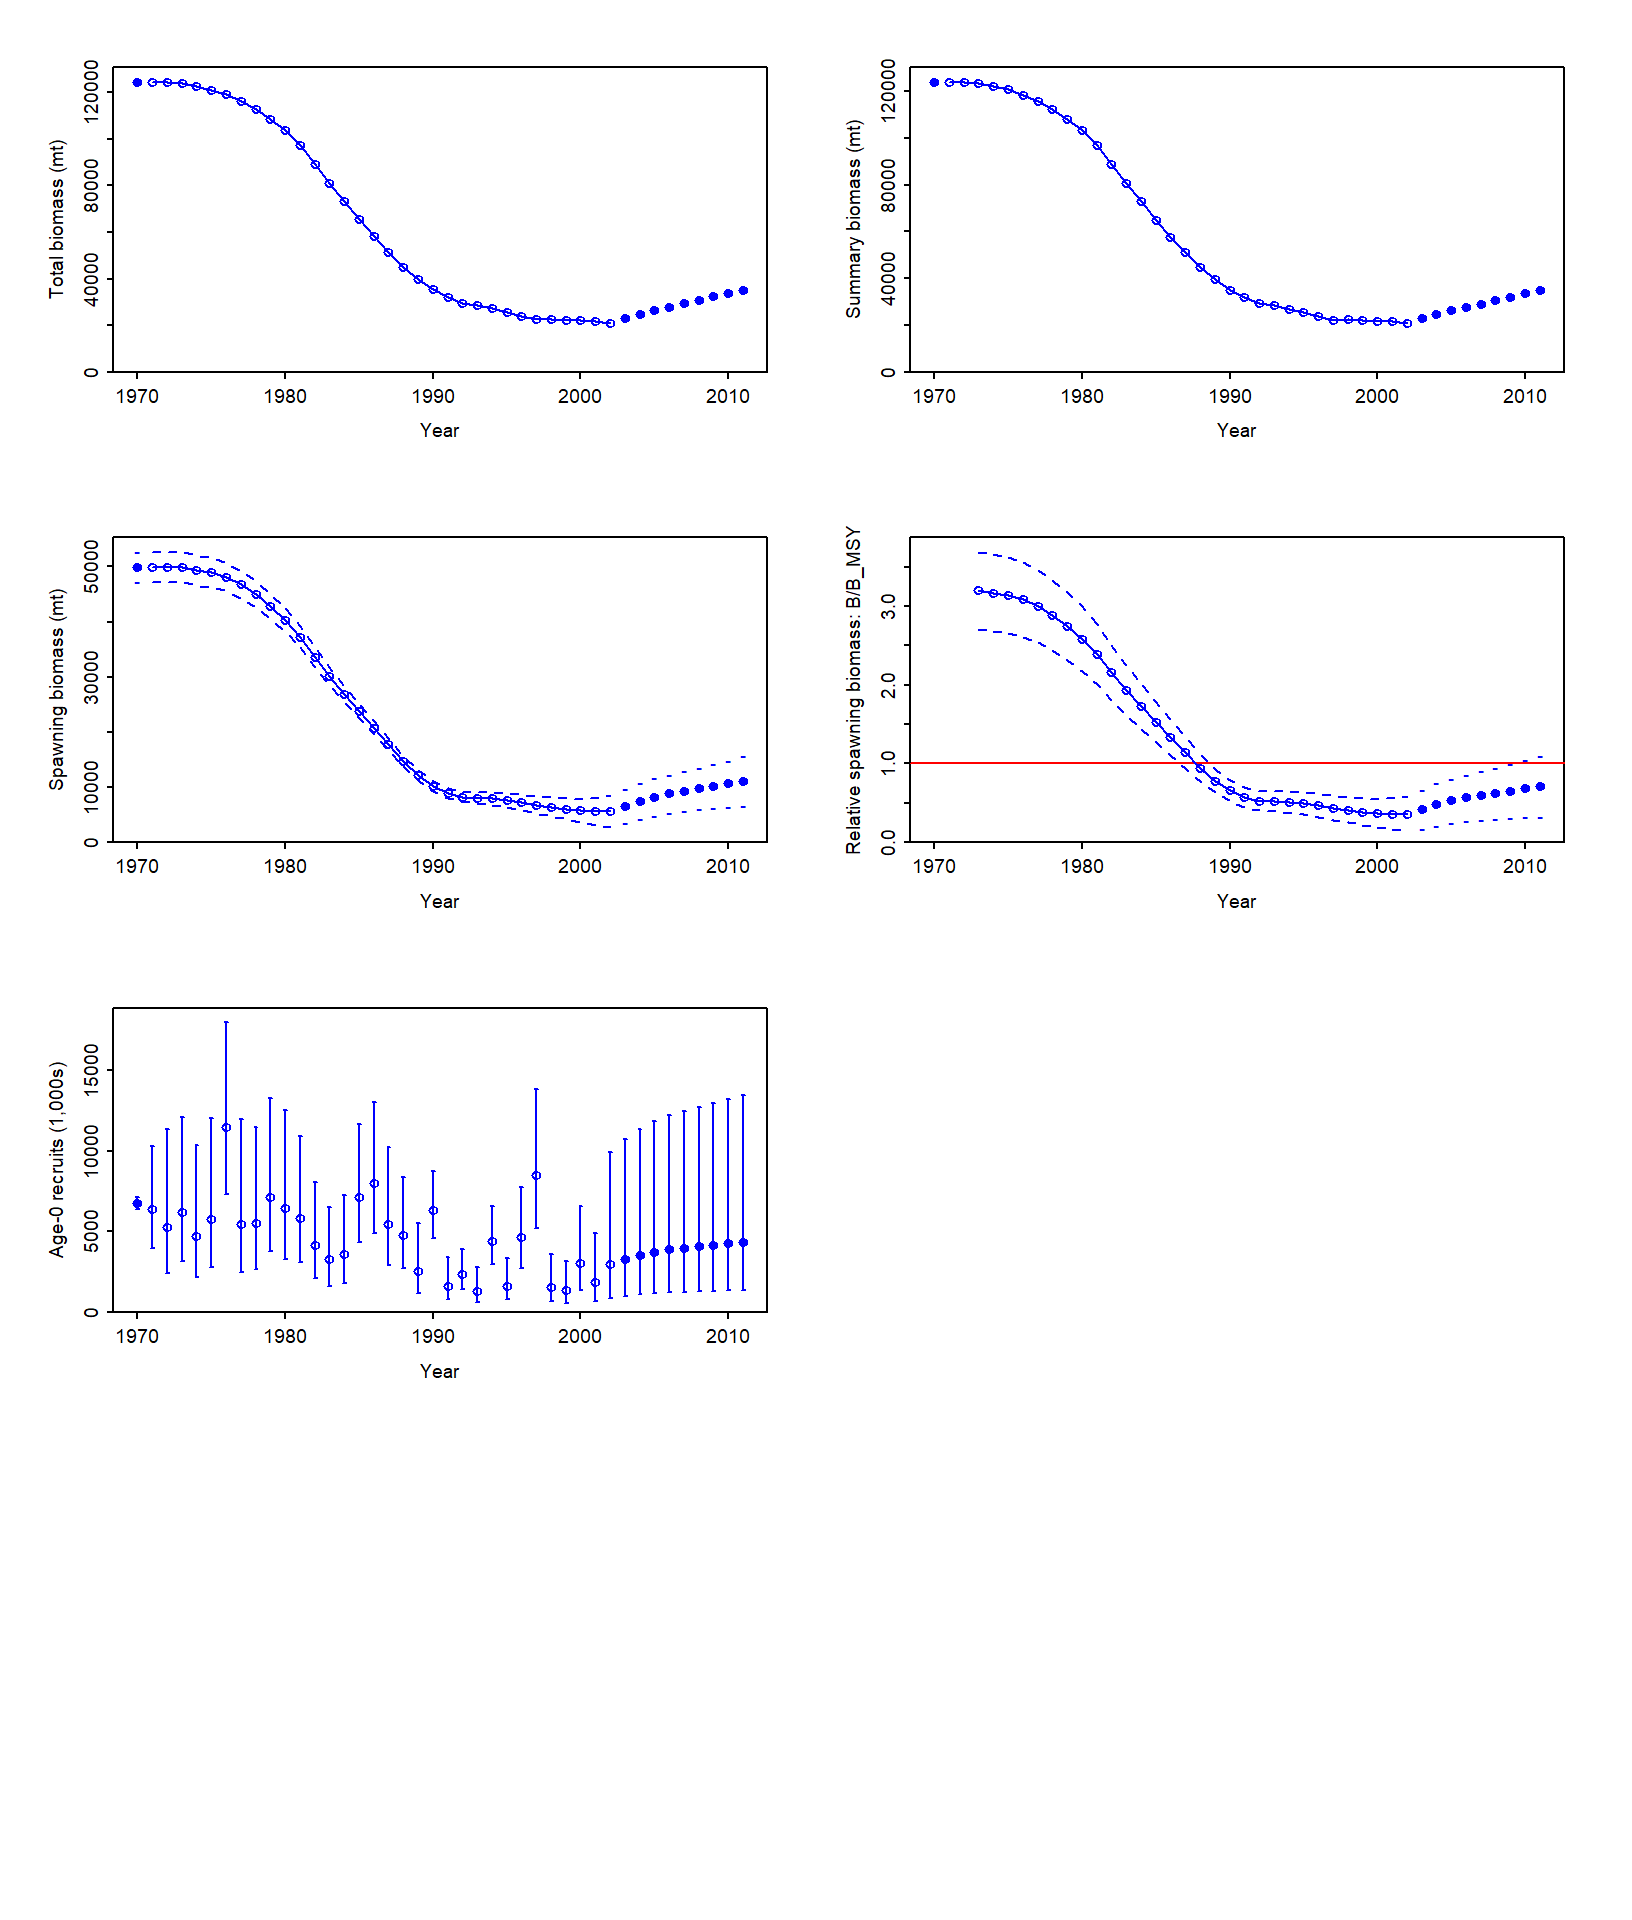 Total biomass (mt)
0 40000 80000 120000
1970 1980 1990 2000 2010
Year
Summary biomass (mt)
0 40000 80000 120000
1970 1980 1990 2000 2010
Year
Spawning biomass (mt)
0 10000 30000 50000
1970 1980 1990 2000 2010
Year
Relative spawning biomass: B/B_MSY
0.0 1.0 2.0 3.0
1970 1980 1990 2000 2010
Year
Age-0 recruits (1,000s)
0 5000 10000 15000
1970 1980 1990 2000 2010
Year